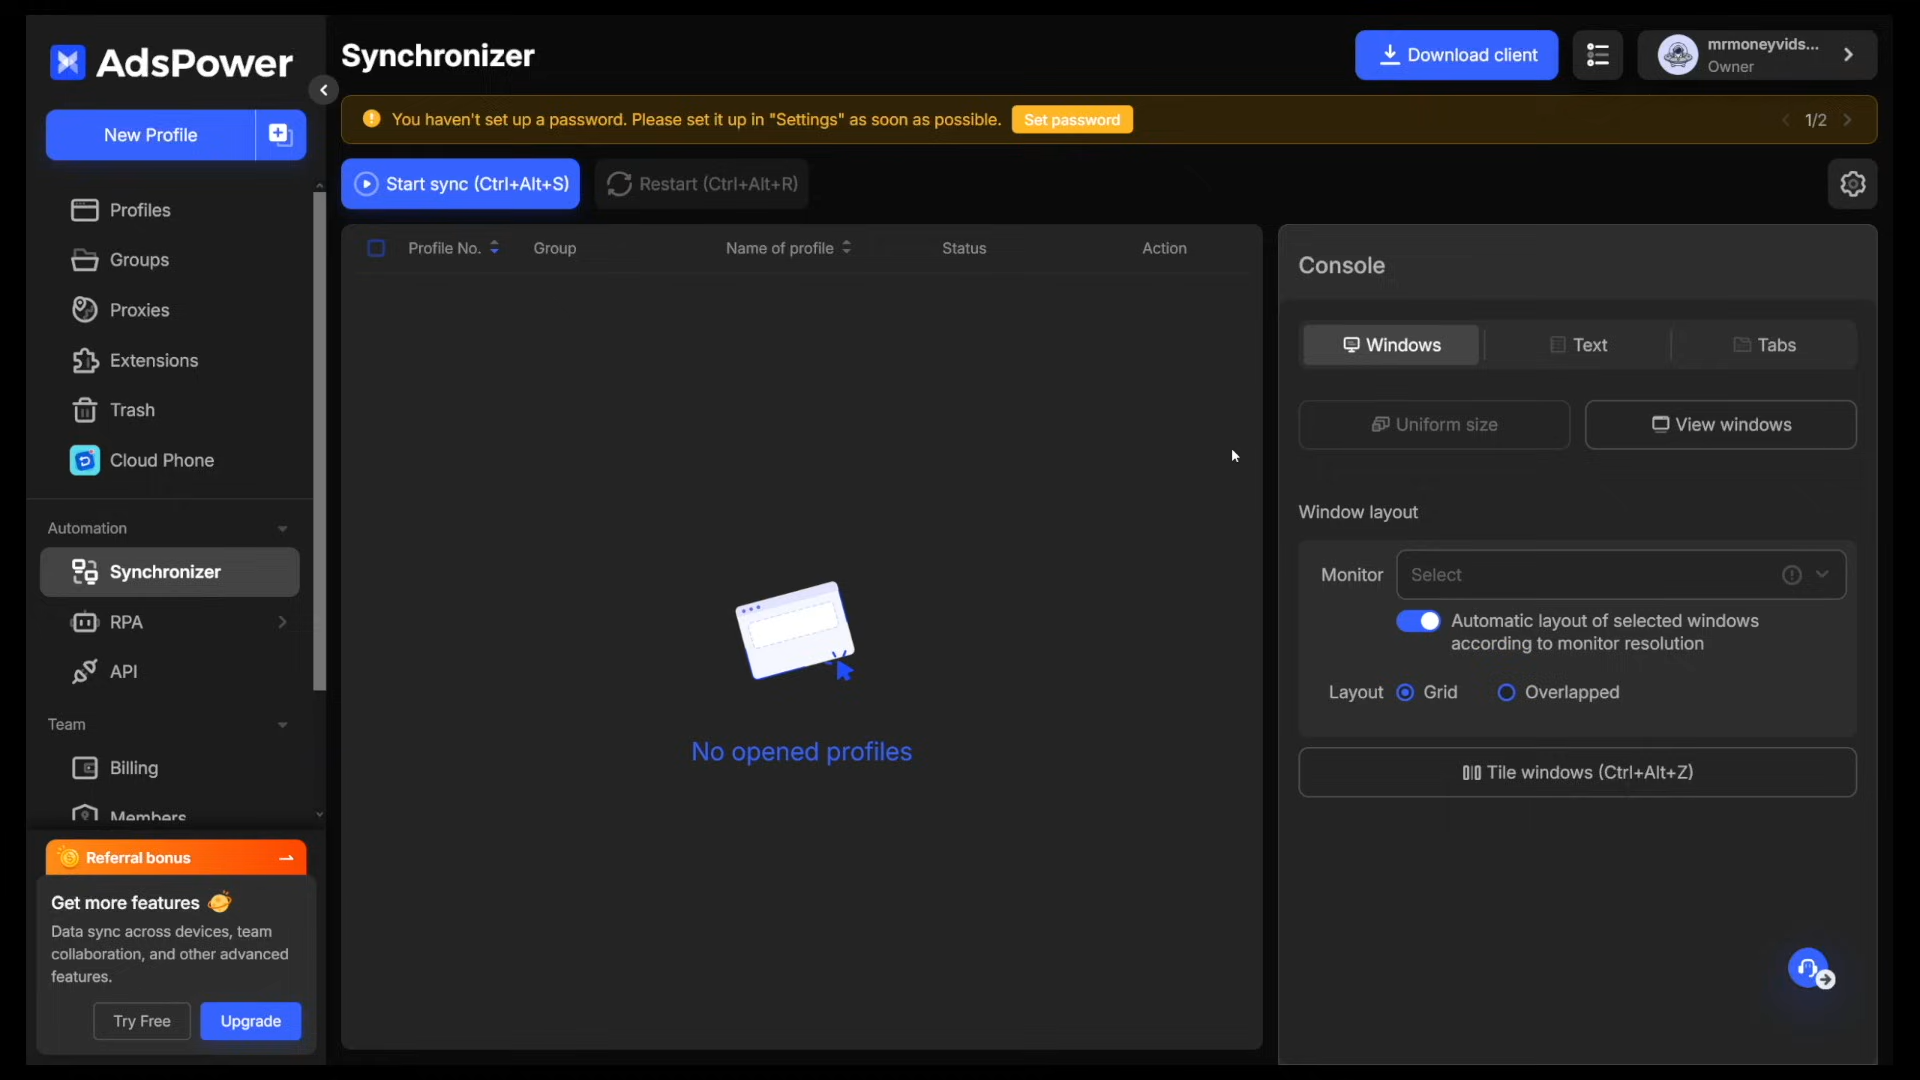 AdsPower
New Profile
Profiles
Groups
Proxies
Extensions
Trash
Cloud Phone
Automation
Synchronizer
RPA
API
Team
Billing
Members
Referral bonus
Get more features
Data sync across devices, team
collaboration, and other advanced
features.
Try Free
Upgrade
Synchronizer
Download client
mrmoneyvids...
Owner
You haven't set up a password. Please set it up in "Settings" as soon as possible.
Set password
1/2
Start sync (Ctrl+Alt+S)
Restart (Ctrl+Alt+R)
Profile No.
Group
Name of profile
Status
Action
No opened profiles
Console
Windows
Text
Tabs
Uniform size
View windows
Window layout
Monitor
Select
Automatic layout of selected windows
according to monitor resolution
Layout
Grid
Overlapped
Tile windows (Ctrl+Alt+Z)